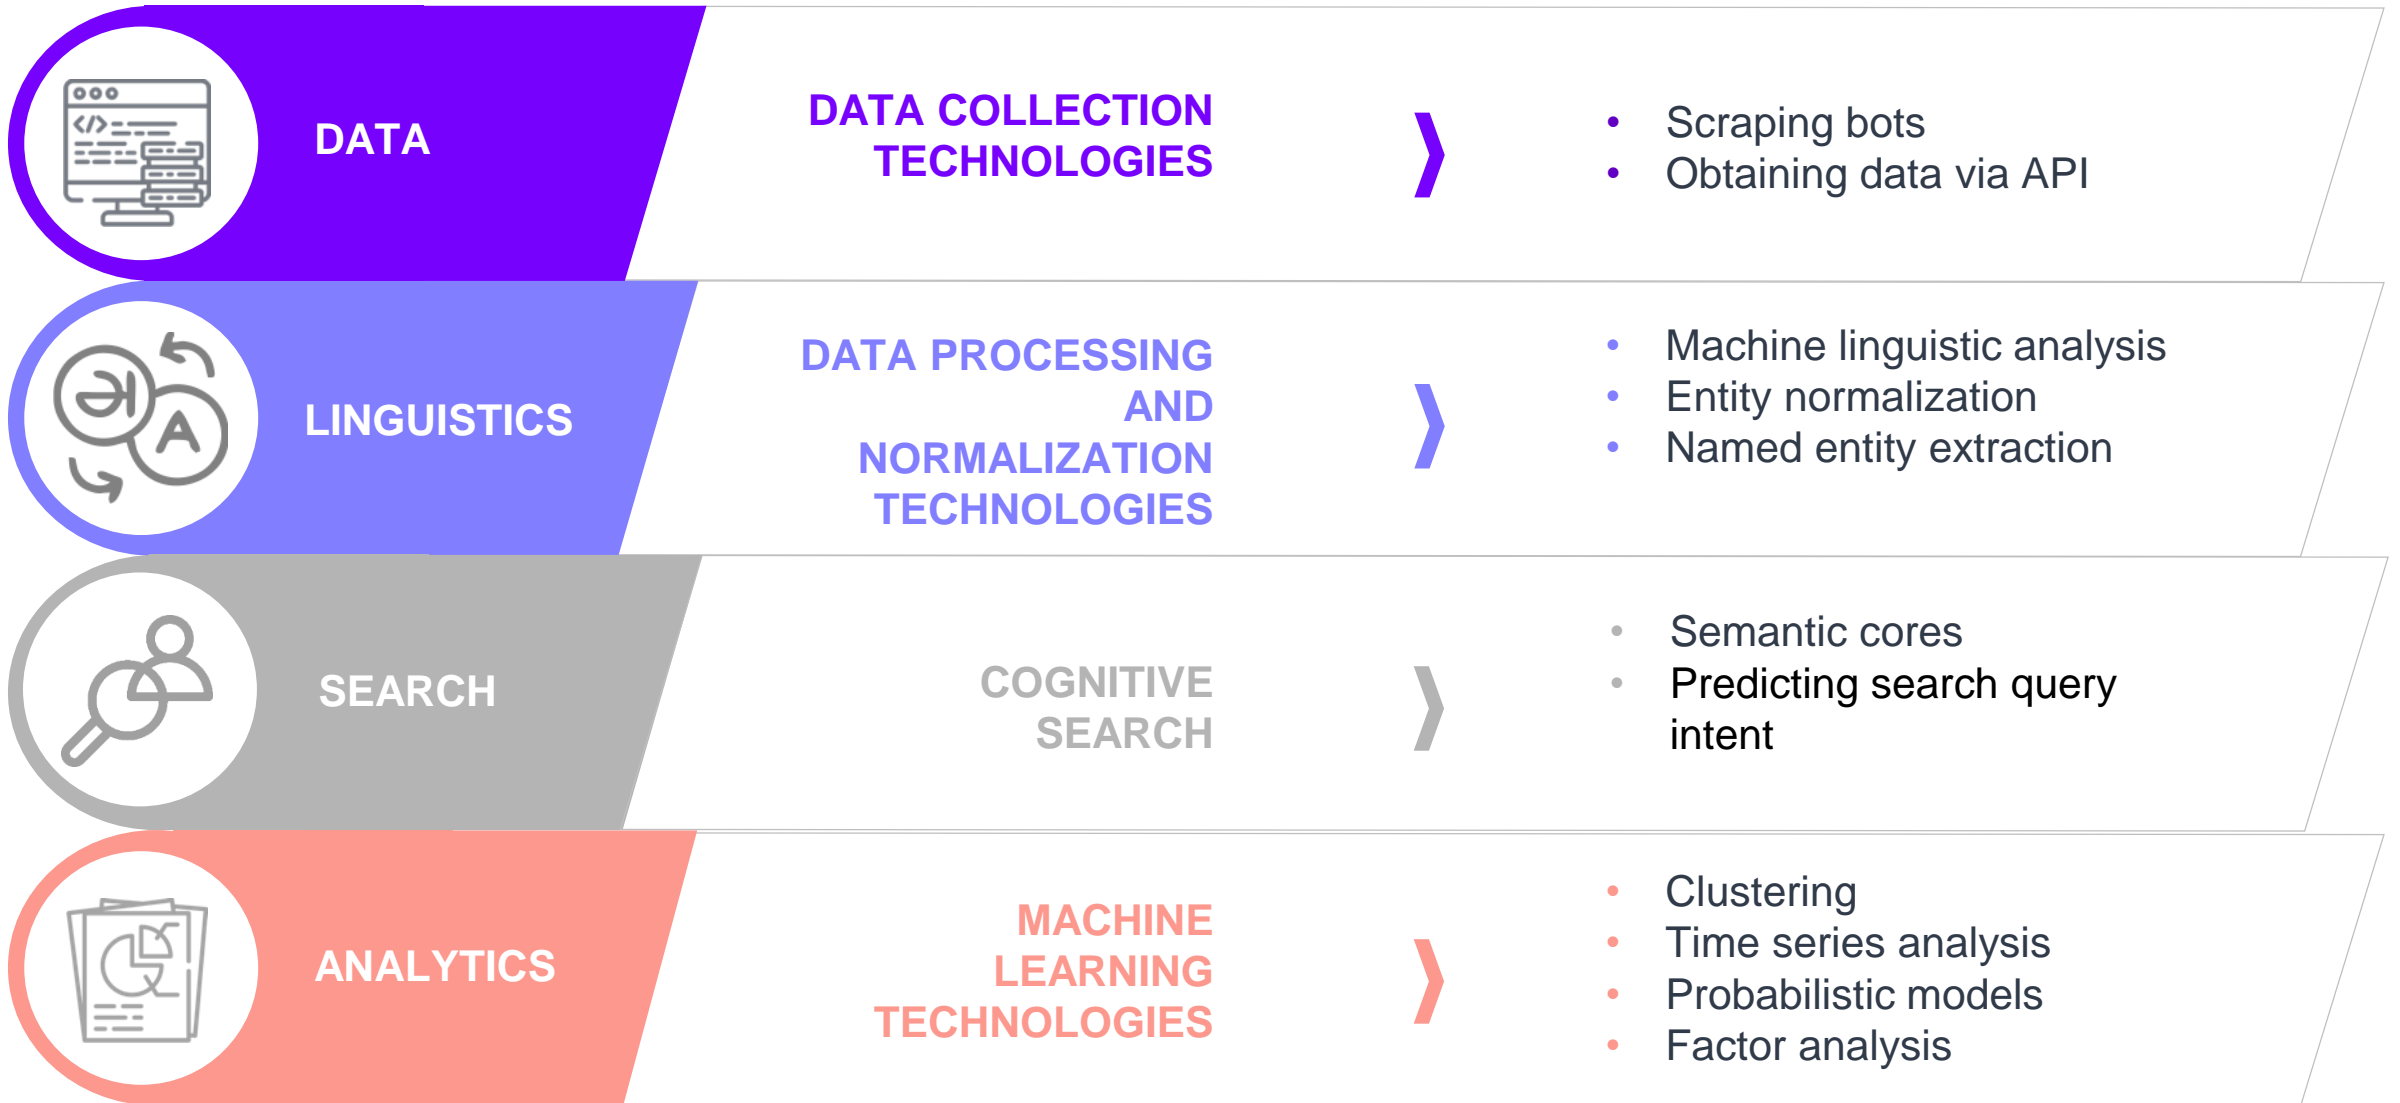 DATA
DATA COLLECTION
TECHNOLOGIES
• Scraping bots
• Obtaining data via API
LINGUISTICS
DATA PROCESSING
AND
NORMALIZATION
TECHNOLOGIES
• Machine linguistic analysis
• Entity normalization
• Named entity extraction
SEARCH
COGNITIVE
SEARCH
• Semantic cores
• Predicting search query
intent
ANALYTICS
MACHINE
LEARNING
TECHNOLOGIES
• Clustering
• Time series analysis
• Probabilistic models
• Factor analysis